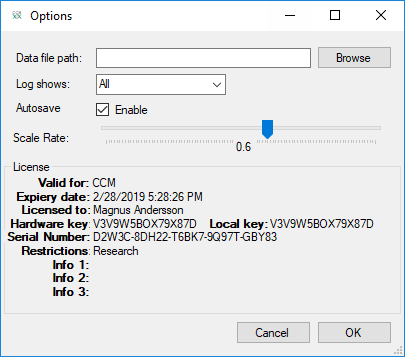 Options
Data file path: Browse
Log shows: All
Autosave Enable
Scale Rate:
0.6
License
Valid for: CCM
Expiery date: 2/28/2019 5:28:26 PM
Licensed to: Magnus Andersson
Hardware key: V3V9W5BOX79X87D Local key: V3V9W5BOX79X87D
Serial Number: D2W3C-8DH22-T6BK7-9Q97T-GBY83
Restrictions: Research
Info 1:
Info 2:
Info 3:
Cancel OK